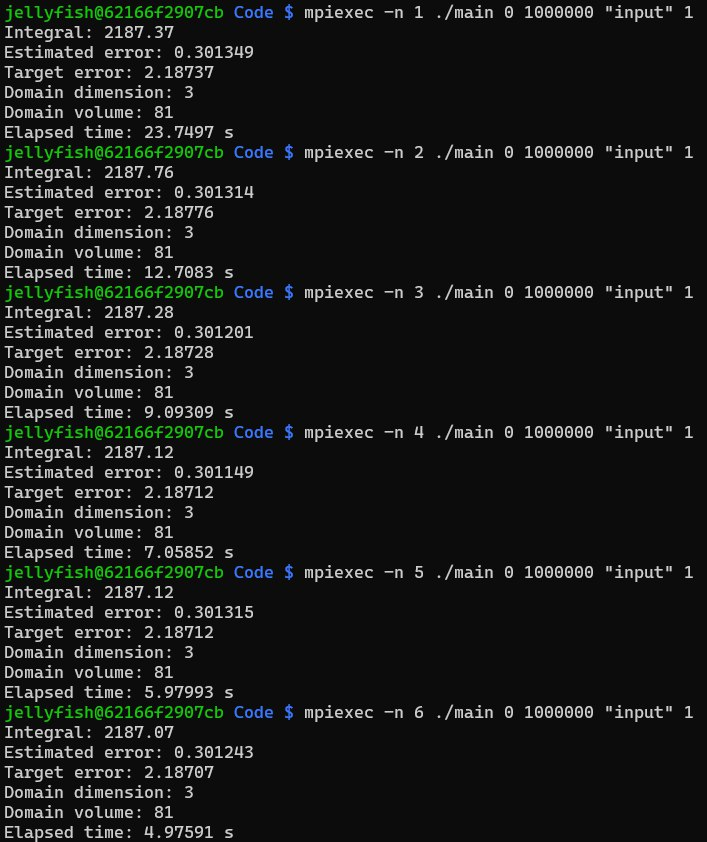 jellyfish@62166f2907cb Code $ mpiexec -n 1 ./main 0 1000000 "input" 1
Integral: 2187.37
Estimated error: 0.301349
Target error: 2.18737
Domain dimension: 3
Domain volume: 81
Elapsed time: 23.7497 s
jellyfish@62166f2907cb Code $ mpiexec -n 2 ./main 0 1000000 "input" 1
Integral: 2187.76
Estimated error: 0.301314
Target error: 2.18776
Domain dimension: 3
Domain volume: 81
Elapsed time: 12.7083 s
jellyfish@62166f2907cb Code $ mpiexec -n 3 ./main 0 1000000 "input" 1
Integral: 2187.28
Estimated error: 0.301201
Target error: 2.18728
Domain dimension: 3
Domain volume: 81
Elapsed time: 9.09309 s
jellyfish@62166f2907cb Code $ mpiexec -n 4 ./main 0 1000000 "input" 1
Integral: 2187.12
Estimated error: 0.301149
Target error: 2.18712
Domain dimension: 3
Domain volume: 81
Elapsed time: 7.05852 s
jellyfish@62166f2907cb Code $ mpiexec -n 5 ./main 0 1000000 "input" 1
Integral: 2187.12
Estimated error: 0.301315
Target error: 2.18712
Domain dimension: 3
Domain volume: 81
Elapsed time: 5.97993 s
jellyfish@62166f2907cb Code $ mpiexec -n 6 ./main 0 1000000 "input" 1
Integral: 2187.07
Estimated error: 0.301243
Target error: 2.18707
Domain dimension: 3
Domain volume: 81
Elapsed time: 4.97591 s